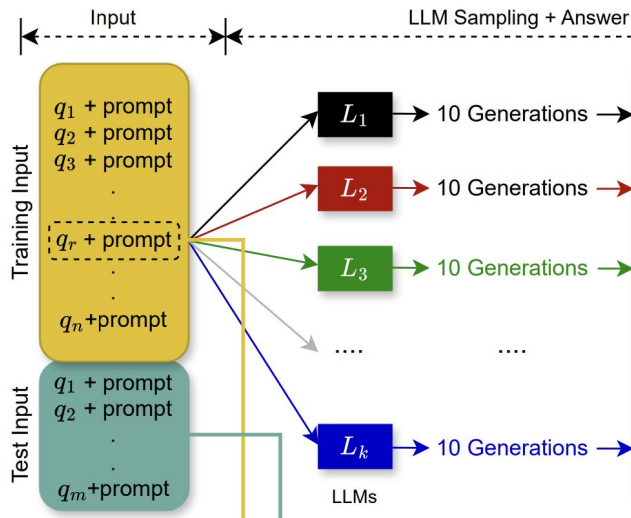 Input
LLM Sampling + Answer
Training Input
q₁ + prompt
q₂ + prompt
q₃ + prompt
.
.
qᵣ + prompt
.
.
qₙ+prompt
Test Input
q₁ + prompt
q₂ + prompt
.
.
qₘ+prompt
L₁ 10 Generations
L₂ 10 Generations
L₃ 10 Generations
.... ....
Lₖ 10 Generations
LLMs